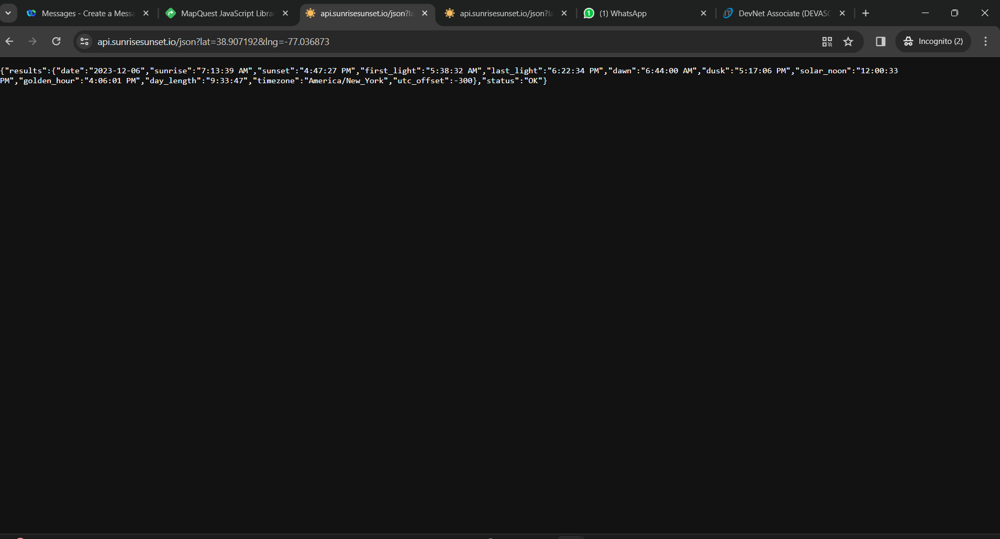 Messages - Create a Messa
MapQuest JavaScript Libra
api.sunrisesunset.io/json?la
api.sunrisesunset.io/json?la
1 (1) WhatsApp
DevNet Associate (DEVASC
api.sunrisesunset.io/json?lat=38.907192&lng=-77.036873
Incognito (2)
{"results":{"date":"2023-12-06","sunrise":"7:13:39 AM","sunset":"4:47:27 PM","first_light":"5:38:32 AM","last_light":"6:22:34 PM","dawn":"6:44:00 AM","dusk":"5:17:06 PM","solar_noon":"12:00:33
PM","golden_hour":"4:06:01 PM","day_length":"9:33:47","timezone":"America/New_York","utc_offset":-300},"status":"OK"}